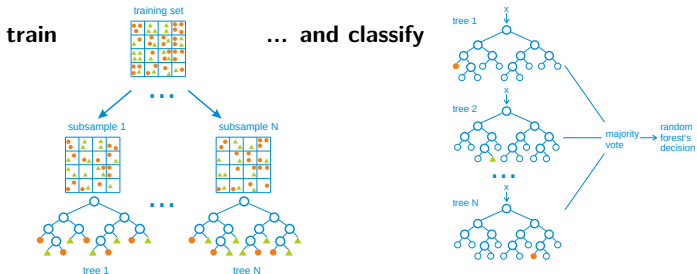 train
training set
...
subsample 1
subsample N
...
tree 1
tree N
... and classify
tree 1
x
tree 2
x
...
tree N
x
majority
vote
random
forest's
decision